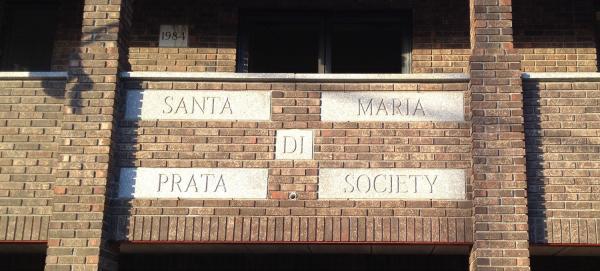 1984
SANTA MARIA
DI
PRATA SOCIETY